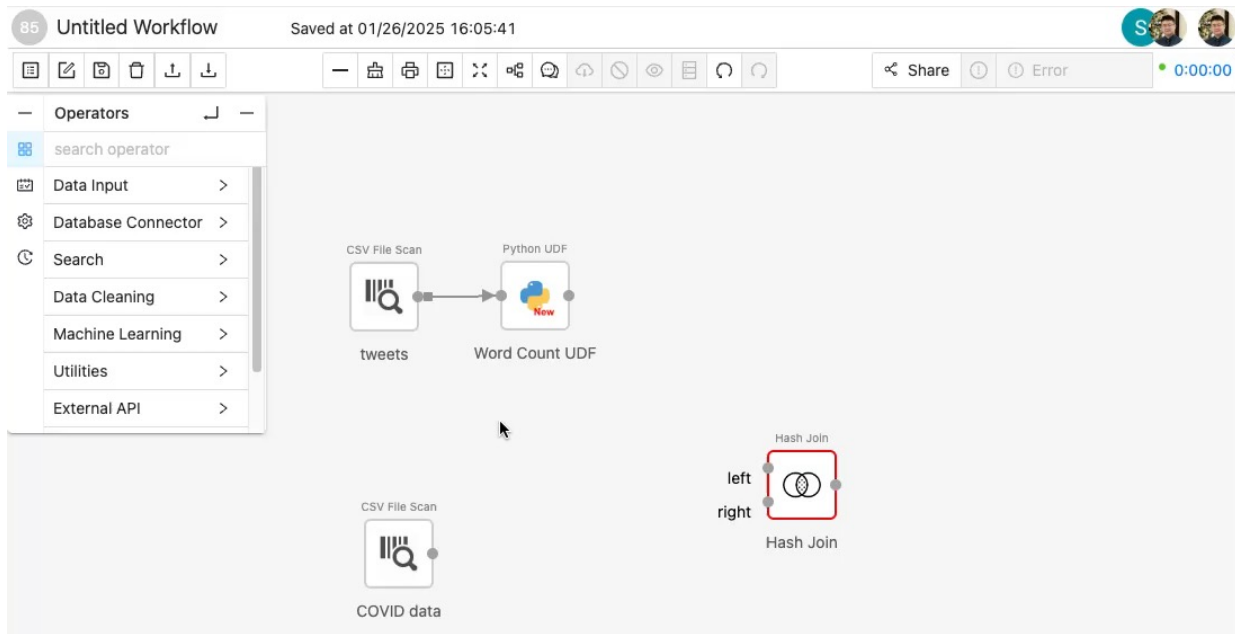 85 Untitled Workflow Saved at 01/26/2025 16:05:41 S
Share Error 0:00:00
Operators
search operator
Data Input
Database Connector
Search
Data Cleaning
Machine Learning
Utilities
External API
CSV File Scan
tweets
Python UDF
New
Word Count UDF
Hash Join
left
right
Hash Join
CSV File Scan
COVID data